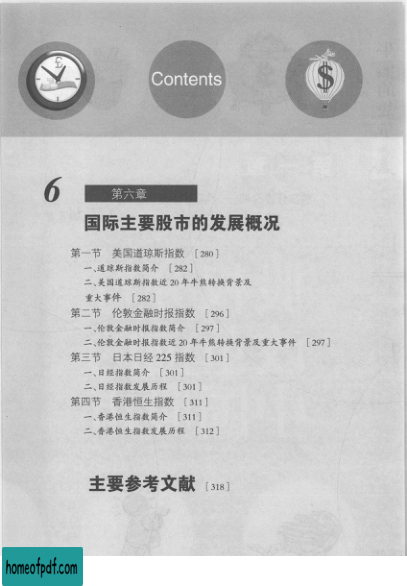 Contents
6
第六章
国际主要股市的发展概况
第一节 美国道琼斯指数 [280]
一、道琼斯指数简介 [282]
二、美国道琼斯指数近20年牛熊转换背景及
重大事件 [282]
第二节 伦敦金融时报指数 [296]
一、伦敦金融时报指数简介 [297]
二、伦敦金融时报指数近20年牛熊转换背景及重大事件 [297]
第三节 日本日经225指数 [301]
一、日经指数简介 [301]
二、日经指数发展历程 [301]
第四节 香港恒生指数 [311]
一、香港恒生指数简介 [311]
二、香港恒生指数发展历程 [312]
主要参考文献 [318]
homeofpdf.com